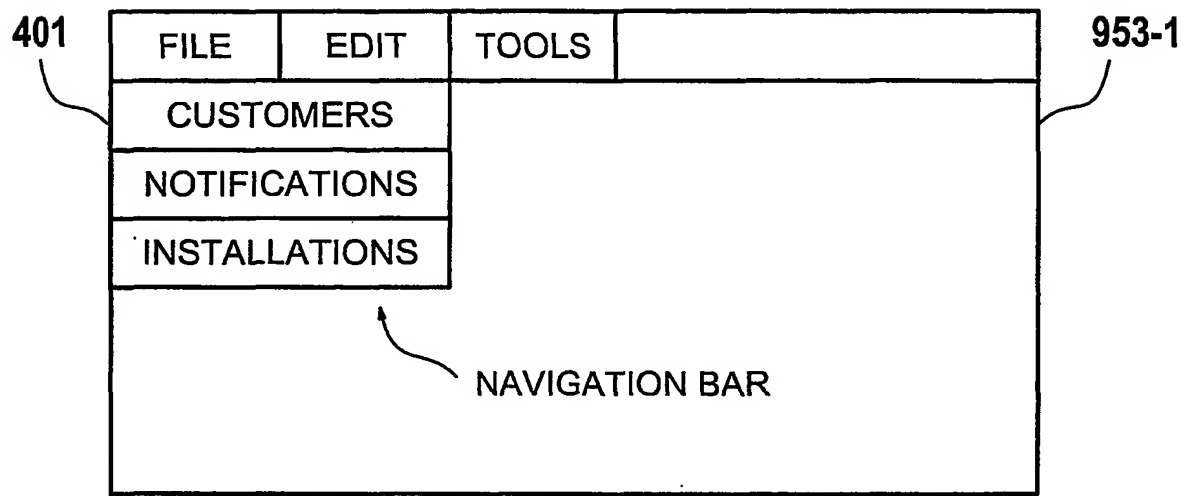 401
FILE EDIT TOOLS
953-1
CUSTOMERS
NOTIFICATIONS
INSTALLATIONS
NAVIGATION BAR